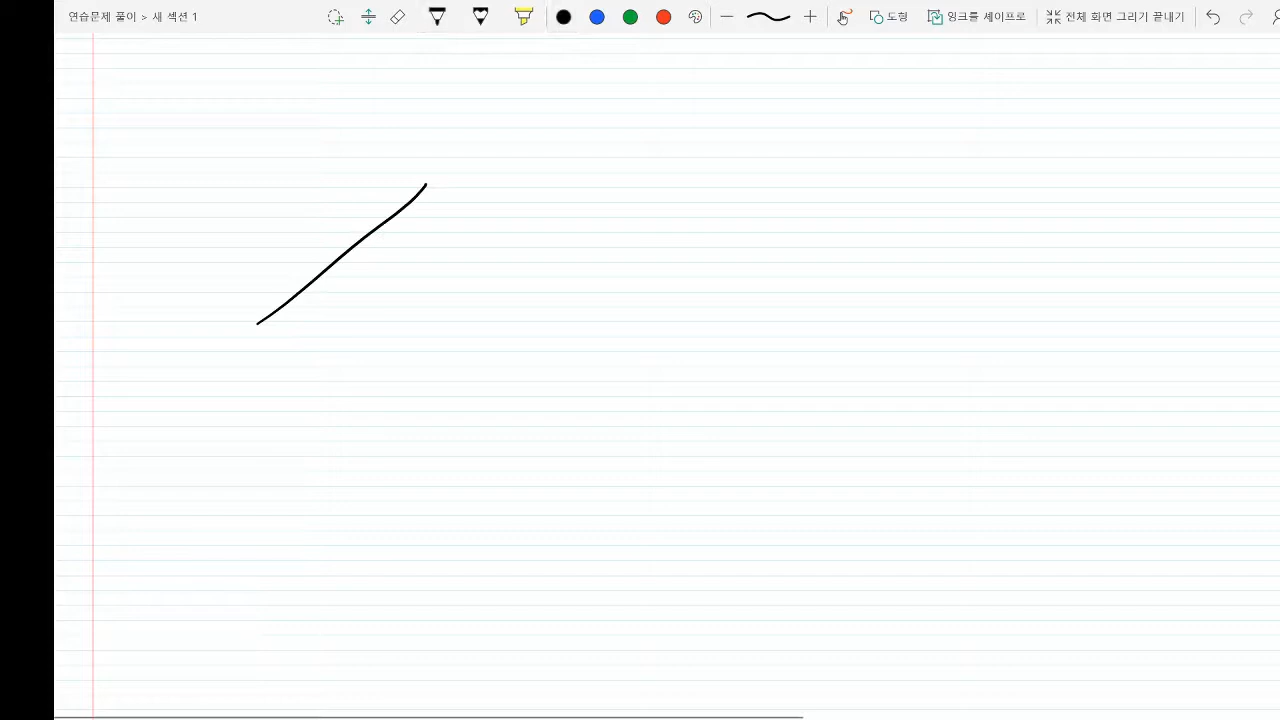 연습문제 풀이 > 새 섹션 1 도형 잉크를 셰이프로 전체 화면 그리기 끝내기